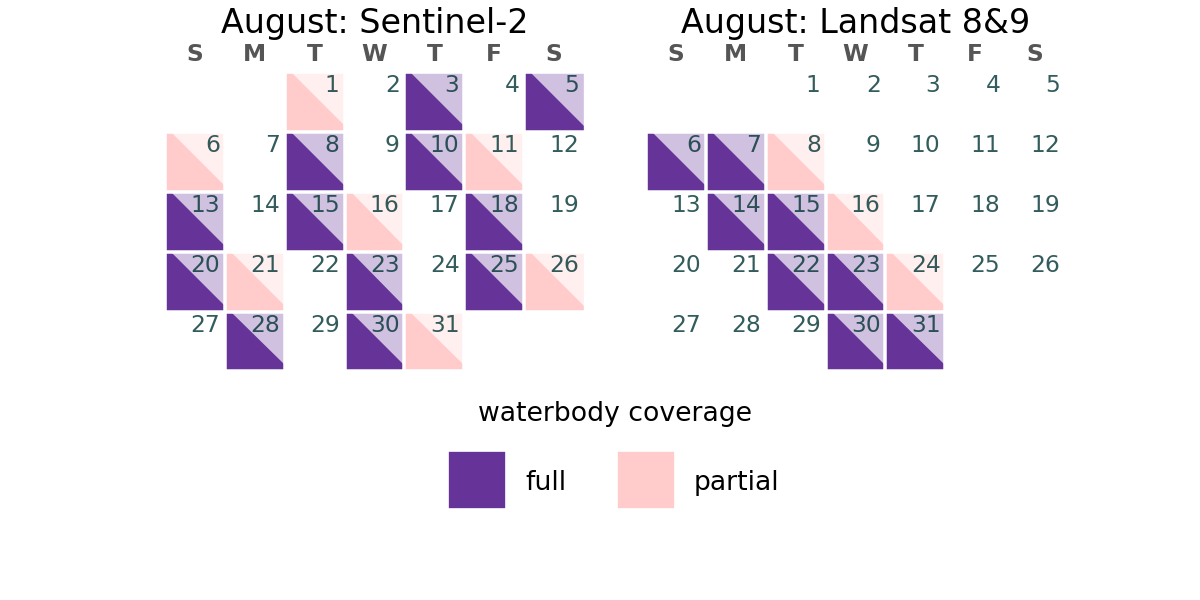 August: Sentinel-2
S M T W T F S
1 2 3 4 5
6 7 8 9 10 11 12
13 14 15 16 17 18 19
20 21 22 23 24 25 26
27 28 29 30 31
August: Landsat 8&9
S M T W T F S
1 2 3 4 5
6 7 8 9 10 11 12
13 14 15 16 17 18 19
20 21 22 23 24 25 26
27 28 29 30 31
waterbody coverage
full partial